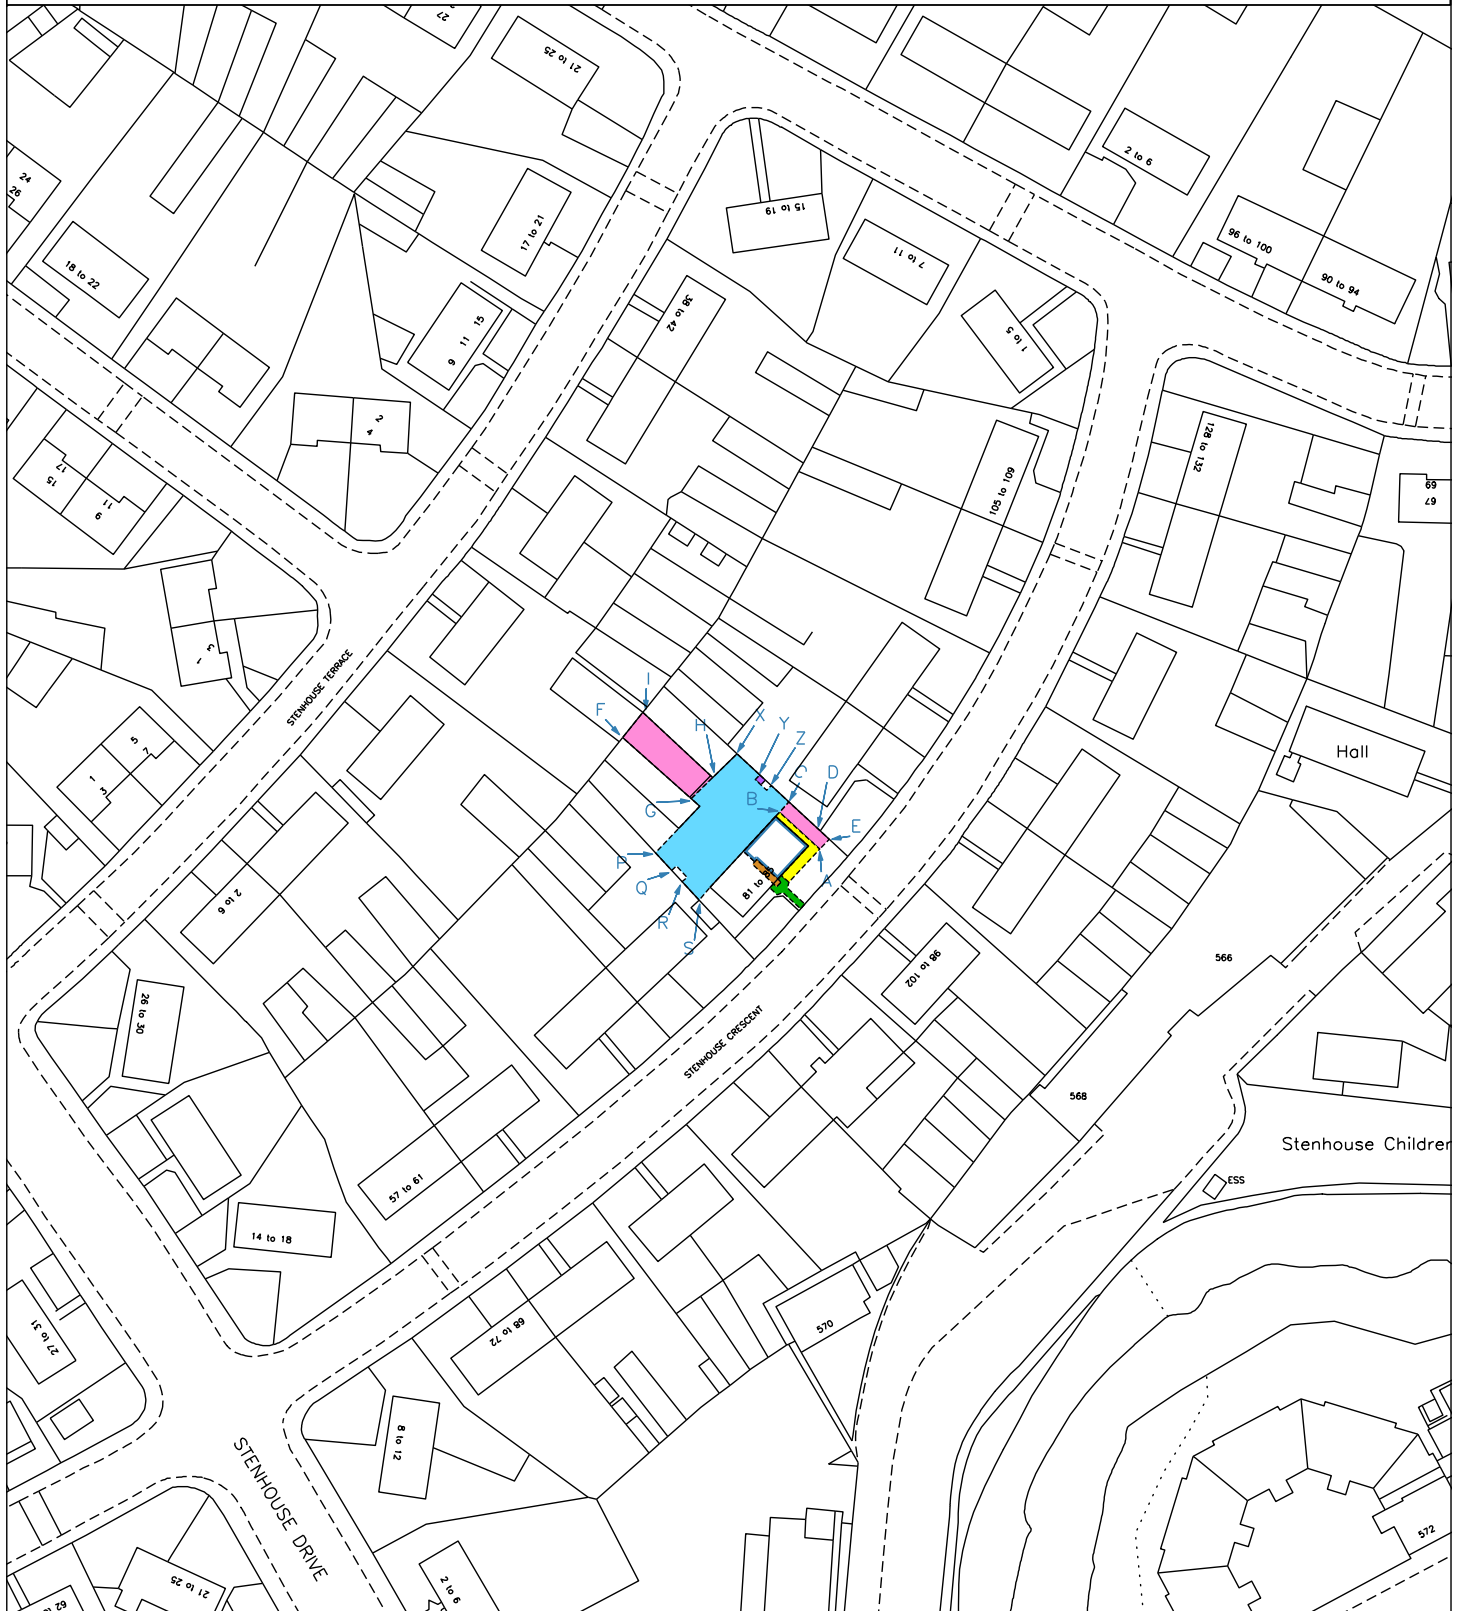 27
21 to 25
2 to 6
24
26
15 to 19
17 to 21
7 to 11
96 to 100
18 to 22
90 to 94
38 to 42
15
11
9
1 to 5
2
4
128 to 132
17
15
11
9
105 to 109
69
67
3
1
STENHOUSE TERRACE
I
F
H
X
Y
Z
C
D
B
E
G
P
Q
R
S
A
5
7
1
3
Hall
81 to
2 to 6
98 to 102
566
26 to 30
STENHOUSE CRESCENT
568
Stenhouse Childrer
ESS
57 to 61
14 to 18
27 to 31
68 to 72
570
8 to 12
STENHOUSE DRIVE
572
21 to 25
2 to 6
62